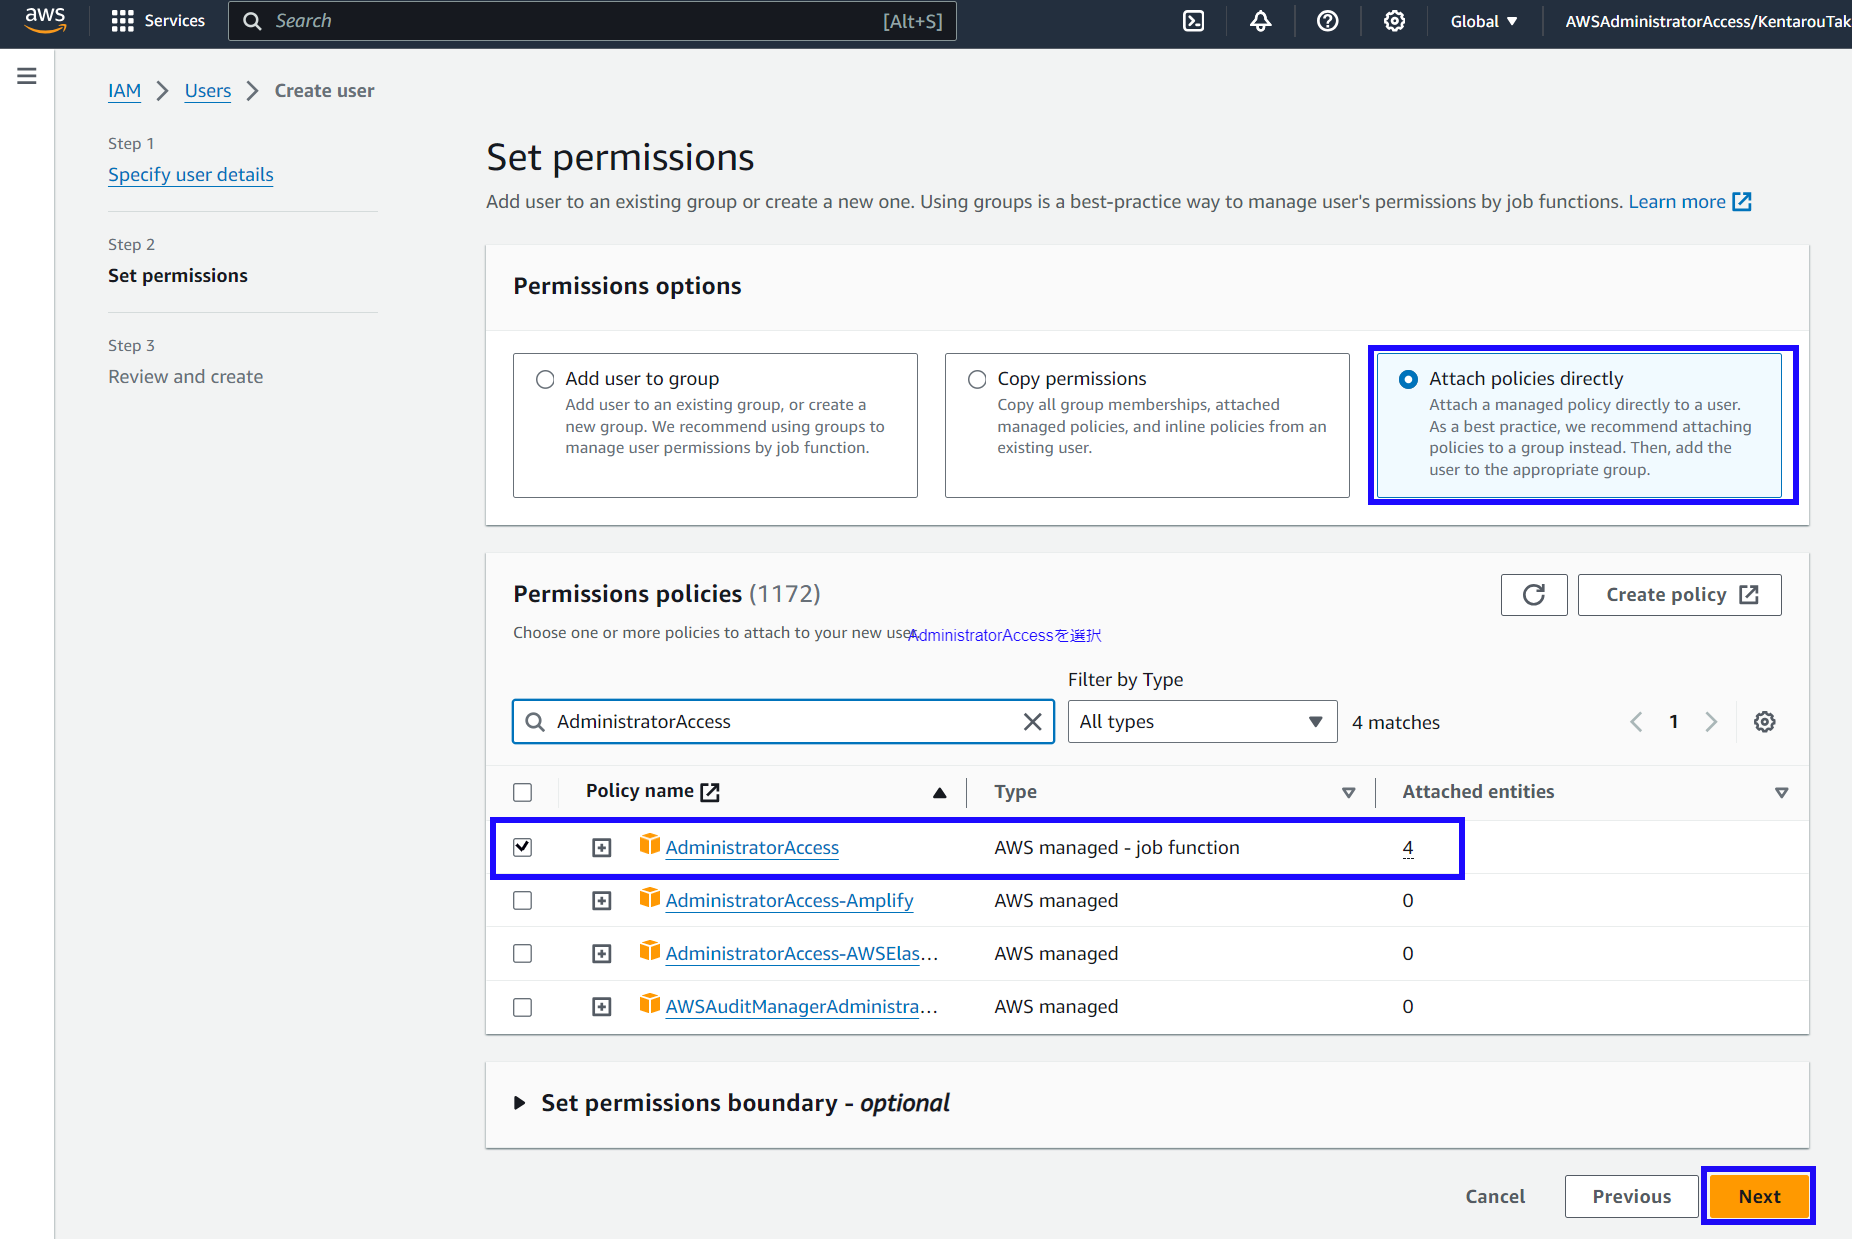 aws
Services
Search
[Alt+S]
Global
AWSAdministratorAccess/KentarouTak
IAM
Users
Create user
Step 1
Specify user details
Step 2
Set permissions
Step 3
Review and create
Set permissions
Add user to an existing group or create a new one. Using groups is a best-practice way to manage user's permissions by job functions. Learn more
Permissions options
Add user to group
Add user to an existing group, or create a
new group. We recommend using groups to
manage user permissions by job function.
Copy permissions
Copy all group memberships, attached
managed policies, and inline policies from an
existing user.
Attach policies directly
Attach a managed policy directly to a user.
As a best practice, we recommend attaching
policies to a group instead. Then, add the
user to the appropriate group.
Permissions policies (1172)
Create policy
Choose one or more policies to attach to your new user.
AdministratorAccessを選択
Filter by Type
AdministratorAccess
All types
4 matches
1
Policy name
Type
Attached entities
AdministratorAccess
AWS managed - job function
4
AdministratorAccess-Amplify
AWS managed
0
AdministratorAccess-AWSElas...
AWS managed
0
AWSAuditManagerAdministra...
AWS managed
0
Set permissions boundary - optional
Cancel
Previous
Next